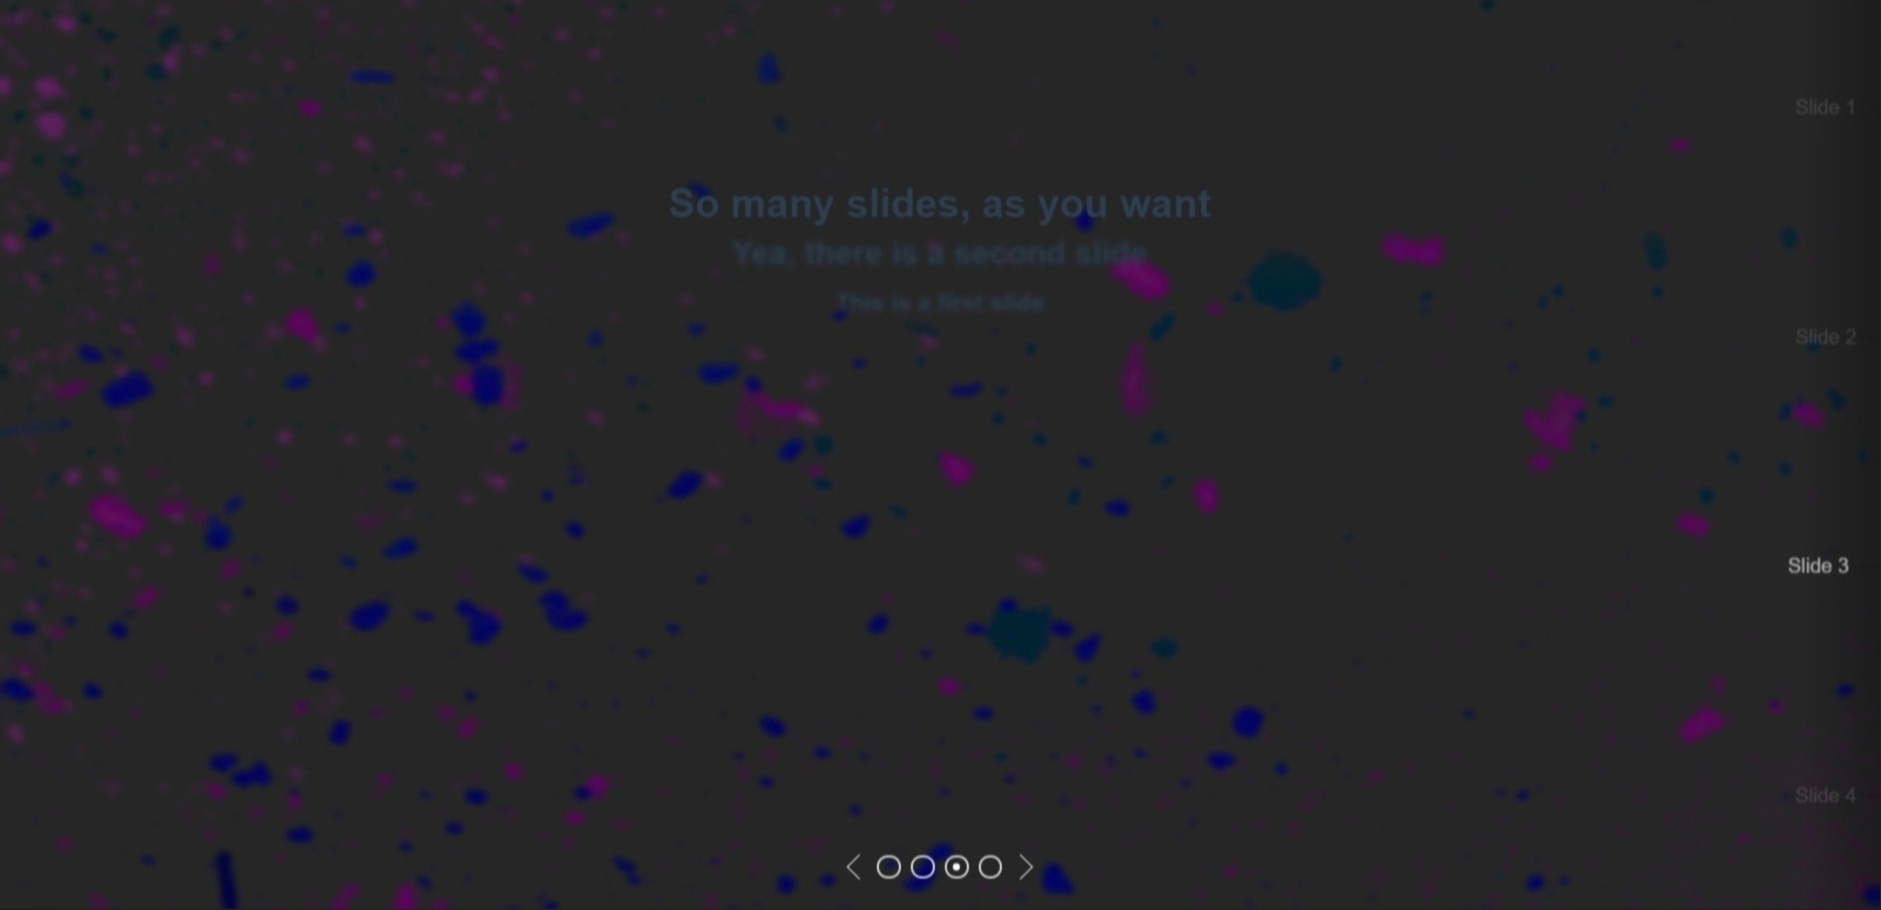 Slide 1
So many slides, as you want
Yea, there is a second slide
This is a first slide
Slide 2
Slide 3
Slide 4